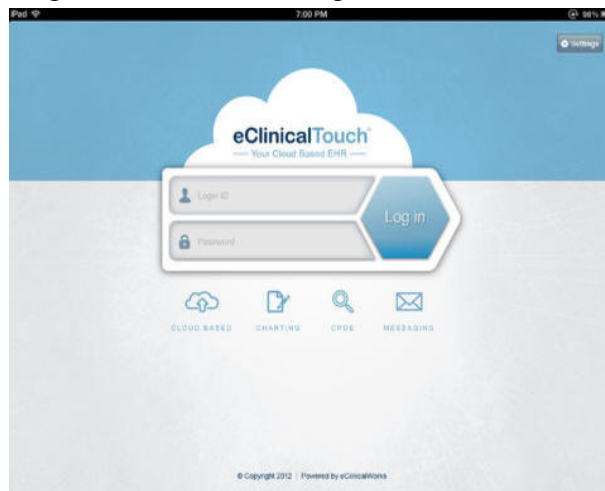 iPad 7:00 PM 98%
Settings
eClinicalTouch®
Your Cloud Based EHR
Login ID
Log in
Password
CLOUD BASED CHARTING CPOE MESSAGING
© Copyright 2012 | Powered by eClinicalWorks